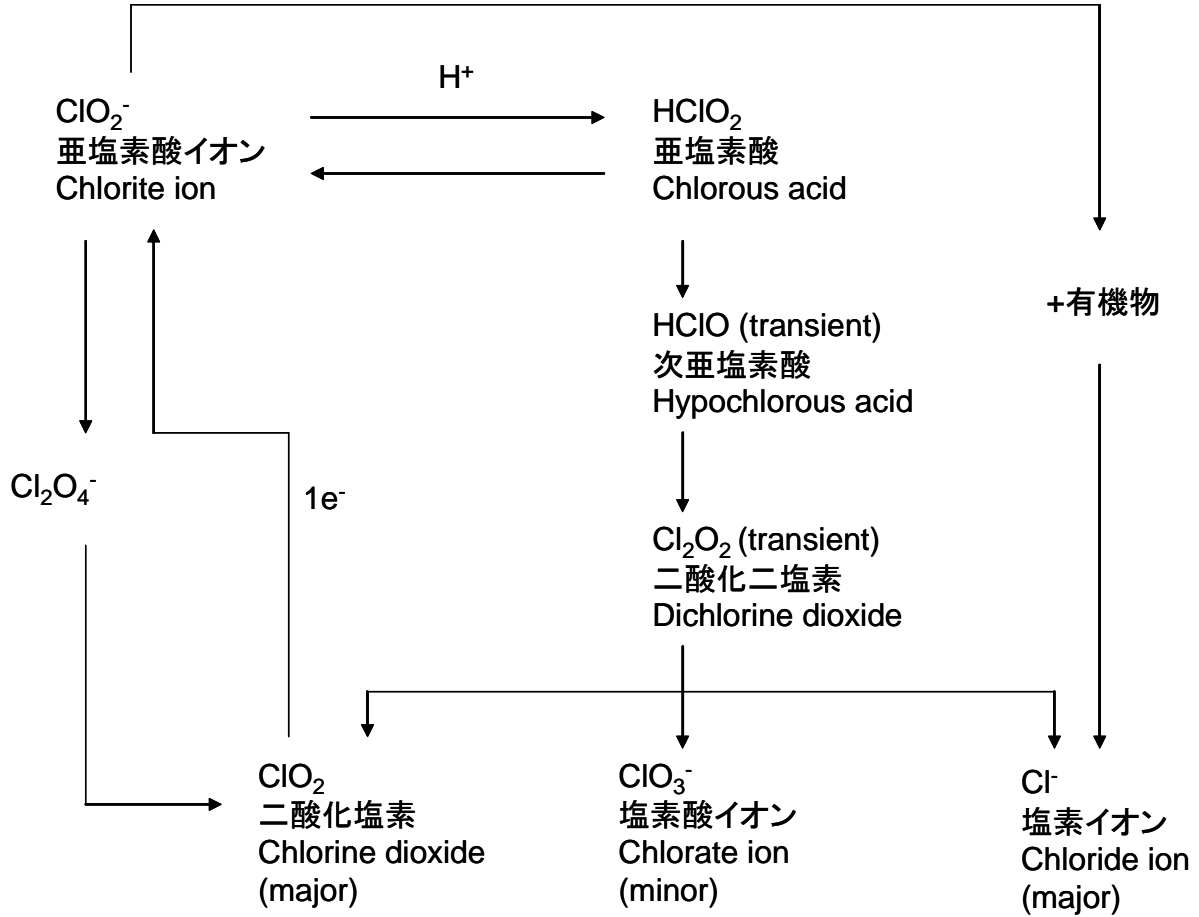 H⁺
ClO₂⁻
亜塩素酸イオン
Chlorite ion
HClO₂
亜塩素酸
Chlorous acid
+有機物
HClO (transient)
次亜塩素酸
Hypochlorous acid
Cl₂O₄⁻
1e⁻
Cl₂O₂ (transient)
二酸化二塩素
Dichlorine dioxide
ClO₂
二酸化塩素
Chlorine dioxide
(major)
ClO₃⁻
塩素酸イオン
Chlorate ion
(minor)
Cl⁻
塩素イオン
Chloride ion
(major)